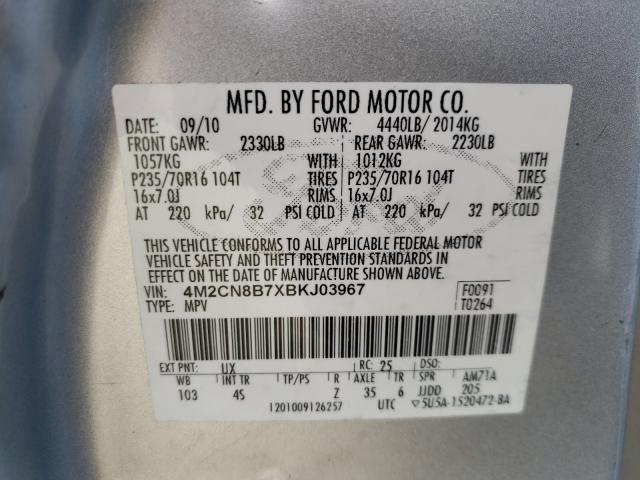 MFD. BY FORD MOTOR CO.
DATE: 09/10 GVWR: 4440LB/ 2014KG
FRONT GAWR: 2330LB REAR GAWR: 2230LB
1057KG WITH 1012KG WITH
P235/70R16 104T TIRES P235/70R16 104T TIRES
16x7.0J RIMS 16x7.0J RIMS
AT 220 kPa/ 32 PSI COLD AT 220 kPa/ 32 PSI COLD
THIS VEHICLE CONFORMS TO ALL APPLICABLE FEDERAL MOTOR
VEHICLE SAFETY AND THEFT PREVENTION STANDARDS IN
EFFECT ON THE DATE OF MANUFACTURE SHOWN ABOVE.
VIN: 4M2CN8B7XBKJ03967 F0091
TYPE: MPV T0264
EXT PNT: UX RC: 25 DSO:
WB INT TR TP/PS R AXLE TR SPR AM71A
103 4S Z 35 6 JJDD 205
1201009126257 UTC ▽5U5A-1520472-BA